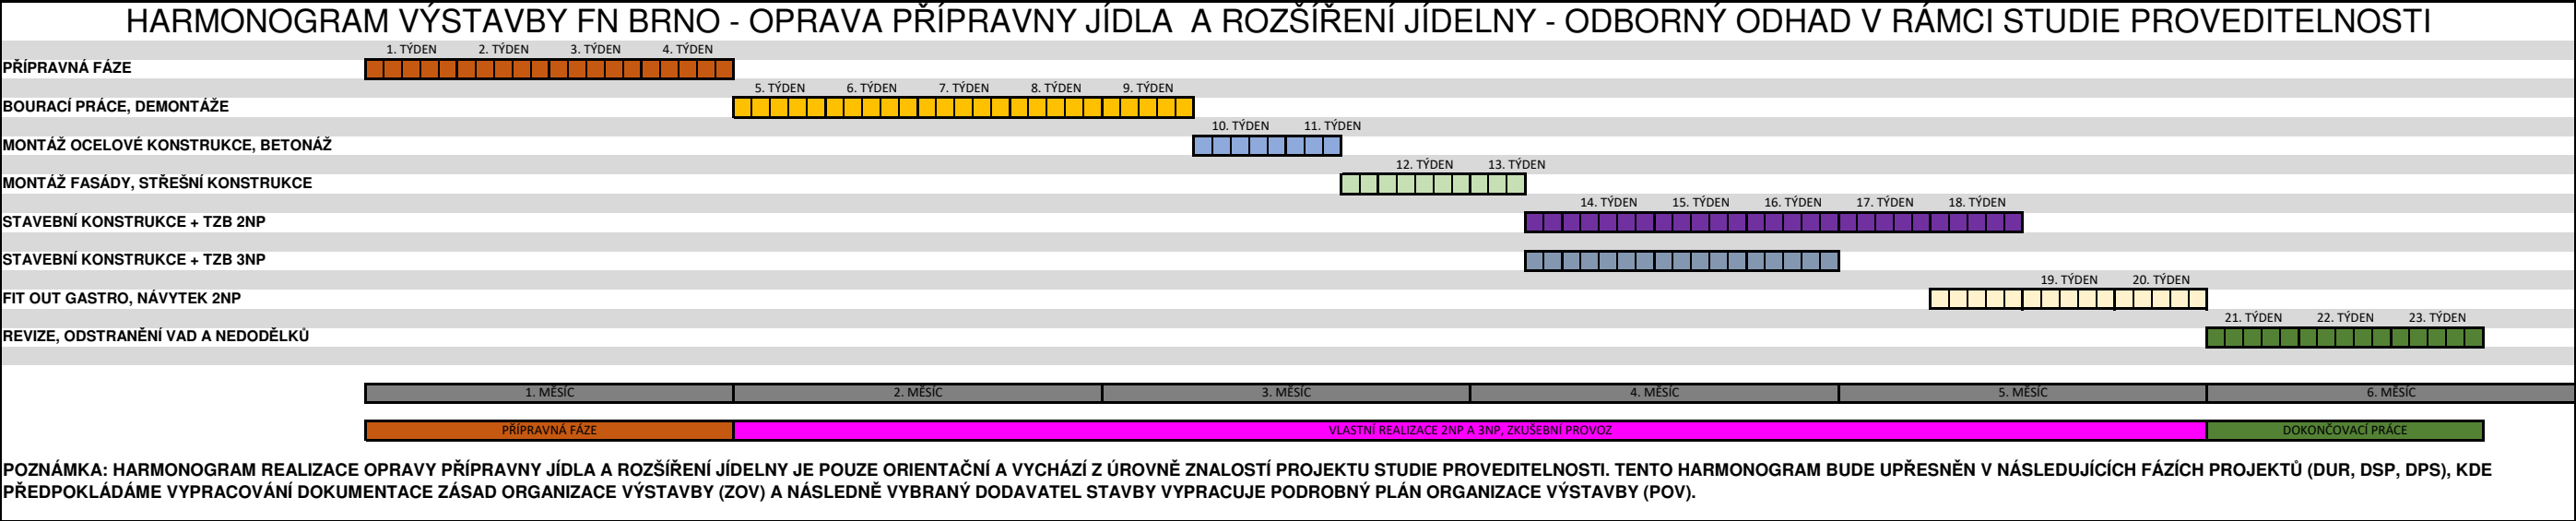 HARMONOGRAM VÝSTAVBY FN BRNO - OPRAVA PŘÍPRAVNY JÍDLA A ROZŠÍŘENÍ JÍDELNY - ODBORNÝ ODHAD V RÁMCI STUDIE PROVEDITELNOSTI
1. TÝDEN 2. TÝDEN 3. TÝDEN 4. TÝDEN
PŘÍPRAVNÁ FÁZE
5. TÝDEN 6. TÝDEN 7. TÝDEN 8. TÝDEN 9. TÝDEN
BOURACÍ PRÁCE, DEMONTÁŽE
10. TÝDEN 11. TÝDEN
MONTÁŽ OCELOVÉ KONSTRUKCE, BETONÁŽ
12. TÝDEN 13. TÝDEN
MONTÁŽ FASÁDY, STŘEŠNÍ KONSTRUKCE
14. TÝDEN 15. TÝDEN 16. TÝDEN 17. TÝDEN 18. TÝDEN
STAVEBNÍ KONSTRUKCE + TZB 2NP
STAVEBNÍ KONSTRUKCE + TZB 3NP
19. TÝDEN 20. TÝDEN
FIT OUT GASTRO, NÁVYTEK 2NP
21. TÝDEN 22. TÝDEN 23. TÝDEN
REVIZE, ODSTRANĚNÍ VAD A NEDODĚLKŮ
1. MĚSÍC 2. MĚSÍC 3. MĚSÍC 4. MĚSÍC 5. MĚSÍC 6. MĚSÍC
PŘÍPRAVNÁ FÁZE VLASTNÍ REALIZACE 2NP A 3NP, ZKUŠEBNÍ PROVOZ DOKONČOVACÍ PRÁCE
POZNÁMKA: HARMONOGRAM REALIZACE OPRAVY PŘÍPRAVNY JÍDLA A ROZŠÍŘENÍ JÍDELNY JE POUZE ORIENTAČNÍ A VYCHÁZÍ Z ÚROVNĚ ZNALOSTÍ PROJEKTU STUDIE PROVEDITELNOSTI. TENTO HARMONOGRAM BUDE UPŘESNĚN V NÁSLEDUJÍCÍCH FÁZÍCH PROJEKTŮ (DUR, DSP, DPS), KDE
PŘEDPOKLÁDÁME VYPRACOVÁNÍ DOKUMENTACE ZÁSAD ORGANIZACE VÝSTAVBY (ZOV) A NÁSLEDNĚ VYBRANÝ DODAVATEL STAVBY VYPRACUJE PODROBNÝ PLÁN ORGANIZACE VÝSTAVBY (POV).